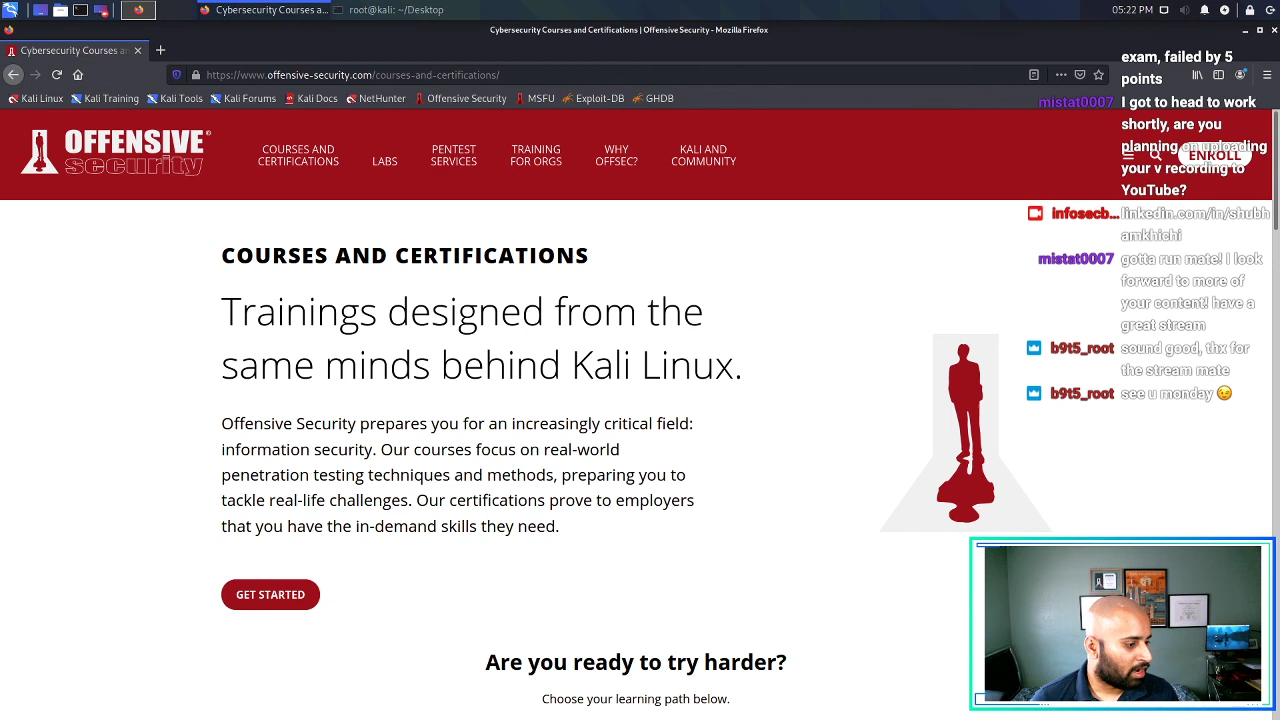 Cybersecurity Courses a...
root@kali: ~/Desktop
05:22 PM
Cybersecurity Courses and Certifications | Offensive Security - Mozilla Firefox
Cybersecurity Courses an
https://www.offensive-security.com/courses-and-certifications/
Kali Linux
Kali Training
Kali Tools
Kali Forums
Kali Docs
NetHunter
Offensive Security
MSFU
Exploit-DB
GHDB
OFFENSIVE
security
COURSES AND
CERTIFICATIONS
LABS
PENTEST
SERVICES
TRAINING
FOR ORGS
WHY
OFFSEC?
KALI AND
COMMUNITY
ENROLL
exam, failed by 5
points
mistat0007 I got to head to work
shortly, are you
planning on uploading
your v recording to
YouTube?
infosecb... linkedin.com/in/shubh
amkhichi
mistat0007 gotta run mate! I look
forward to more of
your content! have a
great stream
b9t5_root sound good, thx for
the stream mate
b9t5_root see u monday 😉
COURSES AND CERTIFICATIONS
Trainings designed from the
same minds behind Kali Linux.
Offensive Security prepares you for an increasingly critical field:
information security. Our courses focus on real-world
penetration testing techniques and methods, preparing you to
tackle real-life challenges. Our certifications prove to employers
that you have the in-demand skills they need.
GET STARTED
Are you ready to try harder?
Choose your learning path below.